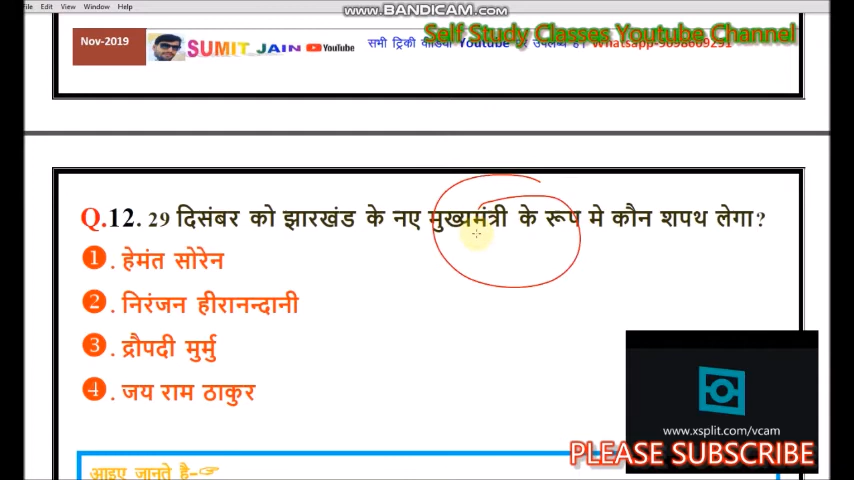 www.BANDICAM.com
File Edit View Window Help
Self Study Classes Youtube Channel
Nov-2019 SUMIT JAIN YouTube सभी ट्रिकी वीडियो Youtube पर उपलब्ध है। Whatsapp-9698669291
Q.12. 29 दिसंबर को झारखंड के नए मुख्यमंत्री के रूप मे कौन शपथ लेगा?
1. हेमंत सोरेन
2. निरंजन हीरानन्दानी
3. द्रौपदी मुर्मु
4. जय राम ठाकुर
www.xsplit.com/vcam
PLEASE SUBSCRIBE
आइए जानते है-